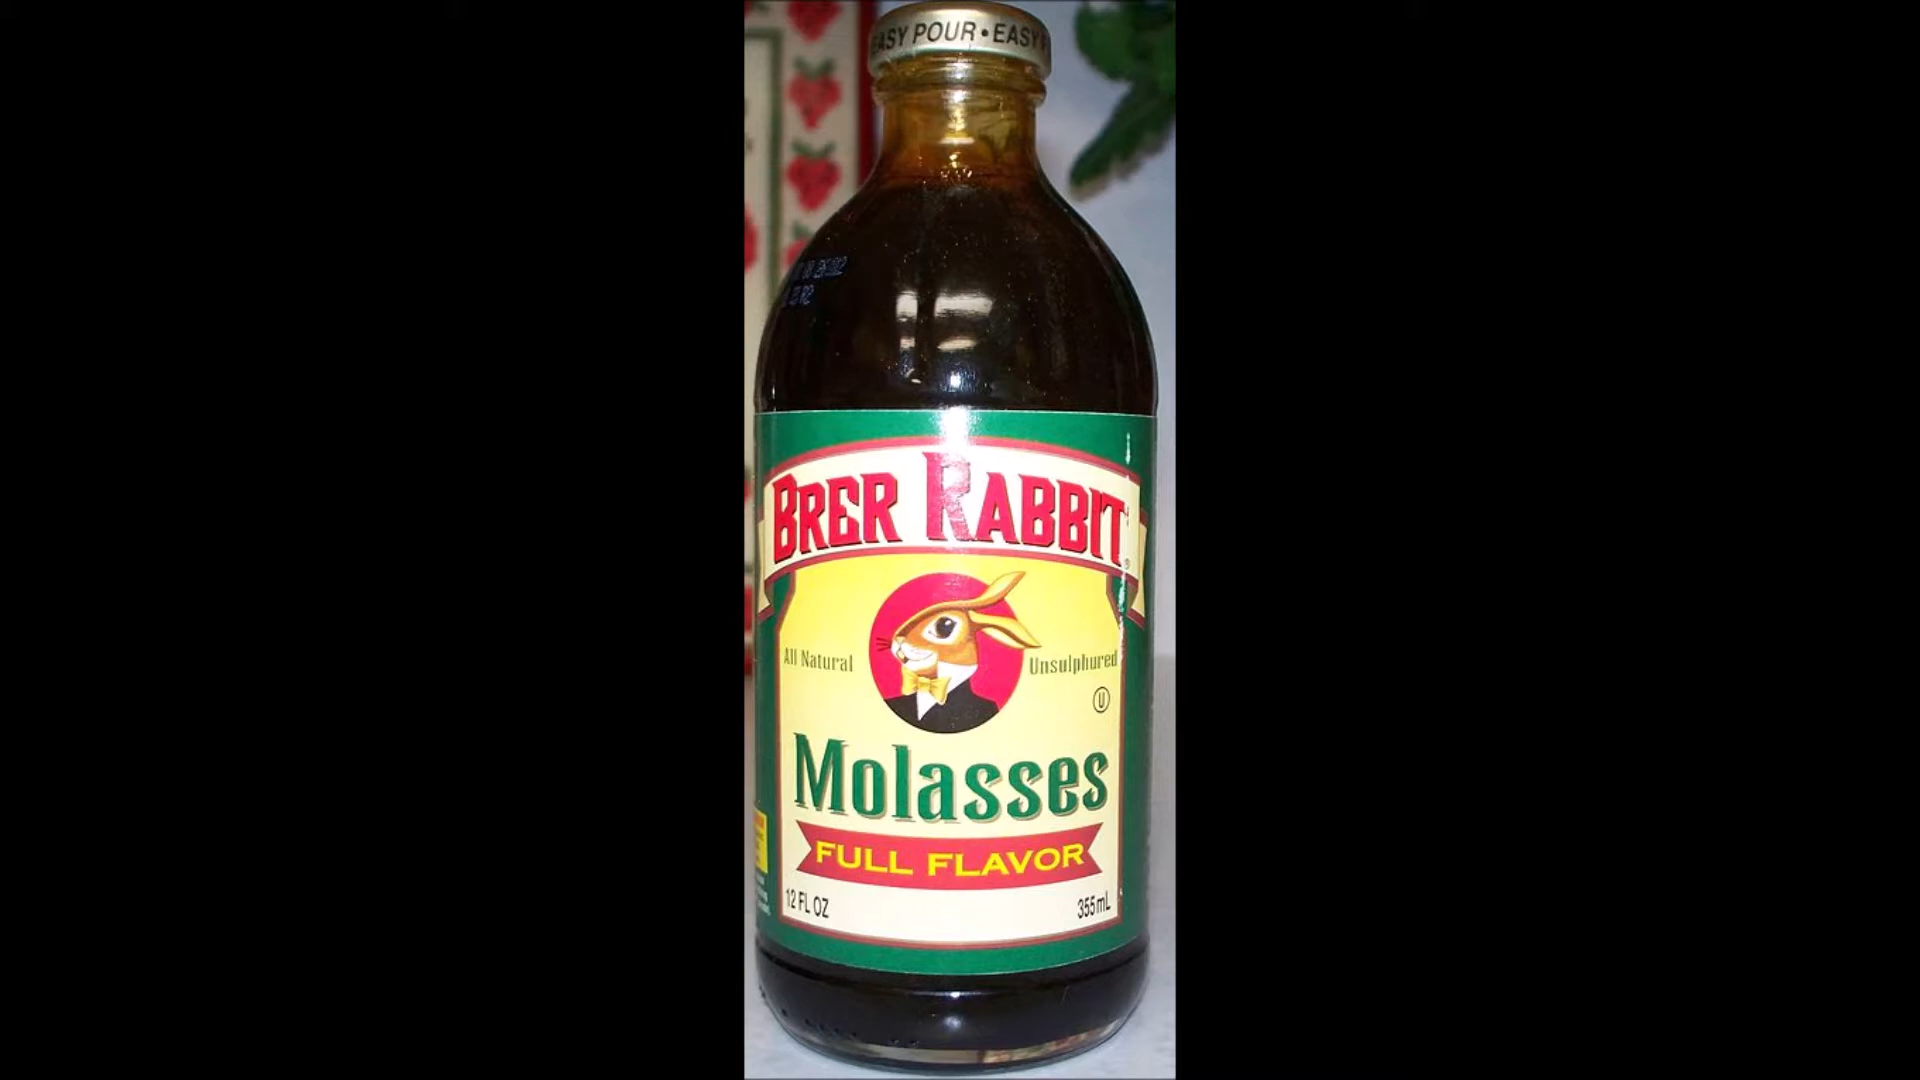 EASY POUR • EASY
BRER RABBIT
All Natural
Unsulphured
U
Molasses
FULL FLAVOR
12 FL OZ
355mL